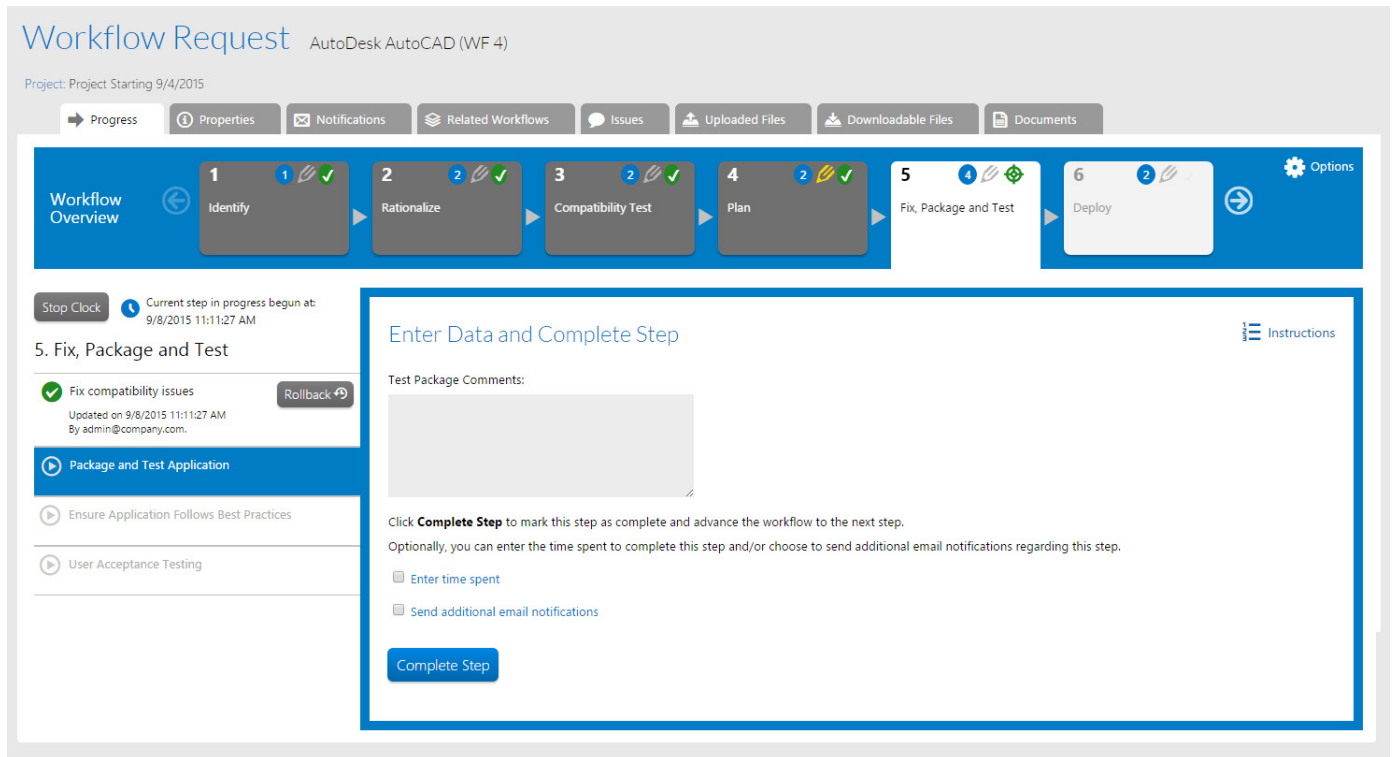 Workflow Request AutoDesk AutoCAD (WF 4)
Project: Project Starting 9/4/2015
Progress Properties Notifications Related Workflows Issues Uploaded Files Downloadable Files Documents
Workflow Overview
1 1
Identify
2 2
Rationalize
3 2
Compatibility Test
4 2
Plan
5 4
Fix, Package and Test
6 2
Deploy
Options
Stop Clock
Current step in progress begun at:
9/8/2015 11:11:27 AM
5. Fix, Package and Test
Fix compatibility issues
Rollback
Updated on 9/8/2015 11:11:27 AM
By admin@company.com.
Package and Test Application
Ensure Application Follows Best Practices
User Acceptance Testing
Enter Data and Complete Step
Instructions
Test Package Comments:
Click Complete Step to mark this step as complete and advance the workflow to the next step.
Optionally, you can enter the time spent to complete this step and/or choose to send additional email notifications regarding this step.
Enter time spent
Send additional email notifications
Complete Step